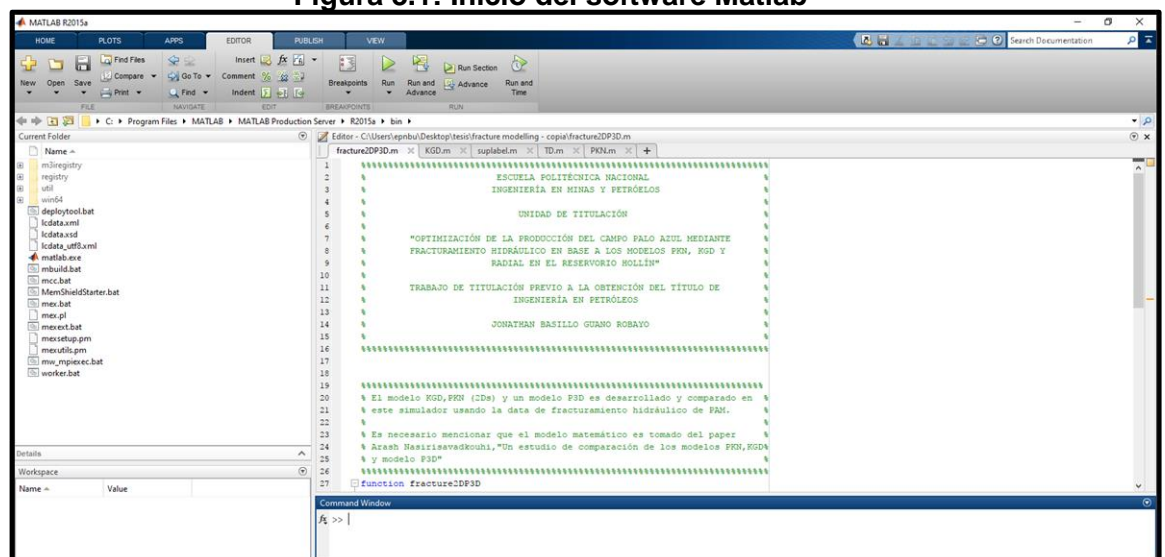 Figura 3.1. Inicio del software Matlab
MATLAB R2015a
HOME PLOTS APPS EDITOR PUBLISH VIEW
Search Documentation
New Open Save
Find Files
Compare
Print
Go To
Find
Insert fx
Comment
Indent
Breakpoints
Run
Run and Advance
Run Section
Advance
Run and Time
FILE NAVIGATE EDIT BREAKPOINTS RUN
C: Program Files MATLAB MATLAB Production Server R2015a bin
Current Folder
Name
m3iregistry
registry
util
win64
deploytool.bat
lcdata.xml
lcdata.xsd
lcdata_utf8.xml
matlab.exe
mbuild.bat
mcc.bat
MemShieldStarter.bat
mex.bat
mex.pl
mexext.bat
mexsetup.pm
mexutils.pm
mw_mpiexec.bat
worker.bat
Details
Workspace
Name Value
Editor - C:\Users\epnbu\Desktop\tesis\fracture modelling - copia\fracture2DP3D.m
fracture2DP3D.m KGD.m suplabel.m TD.m PKN.m +
1 %%%%%%%%%%%%%%%%%%%%%%%%%%%%%%%%%%%%%%%%%%%%%%%%%%%%%%%%%%%%%%%%%%%%
2 % ESCUELA POLITÉCNICA NACIONAL %
3 % INGENIERÍA EN MINAS Y PETRÓELOS %
4 % %
5 % UNIDAD DE TITULACIÓN %
6 % %
7 % "OPTIMIZACIÓN DE LA PRODUCCIÓN DEL CAMPO PALO AZUL MEDIANTE %
8 % FRACTURAMIENTO HIDRÁULICO EN BASE A LOS MODELOS PKN, KGD Y %
9 % RADIAL EN EL RESERVORIO HOLLÍN" %
10 % %
11 % TRABAJO DE TITULACIÓN PREVIO A LA OBTENCIÓN DEL TÍTULO DE %
12 % INGENIERÍA EN PETRÓLEOS %
13 % %
14 % JONATHAN BASILLO GUANO ROBAYO %
15 % %
16 %%%%%%%%%%%%%%%%%%%%%%%%%%%%%%%%%%%%%%%%%%%%%%%%%%%%%%%%%%%%%%%%%%%%
17
18
19 %%%%%%%%%%%%%%%%%%%%%%%%%%%%%%%%%%%%%%%%%%%%%%%%%%%%%%%%%%%%%%%%%%%
20 % El modelo KGD,PKN (2Ds) y un modelo P3D es desarrollado y comparado en %
21 % este simulador usando la data de fracturamiento hidráulico de PAM. %
22 % %
23 % Es necesario mencionar que el modelo matemático es tomado del paper %
24 % Arash Nasirisavadkouhi,"Un estudio de comparación de los modelos PKN,KGD%
25 % y modelo P3D" %
26 %%%%%%%%%%%%%%%%%%%%%%%%%%%%%%%%%%%%%%%%%%%%%%%%%%%%%%%%%%%%%%%%%%%%
27 function fracture2DP3D
Command Window
fx >>